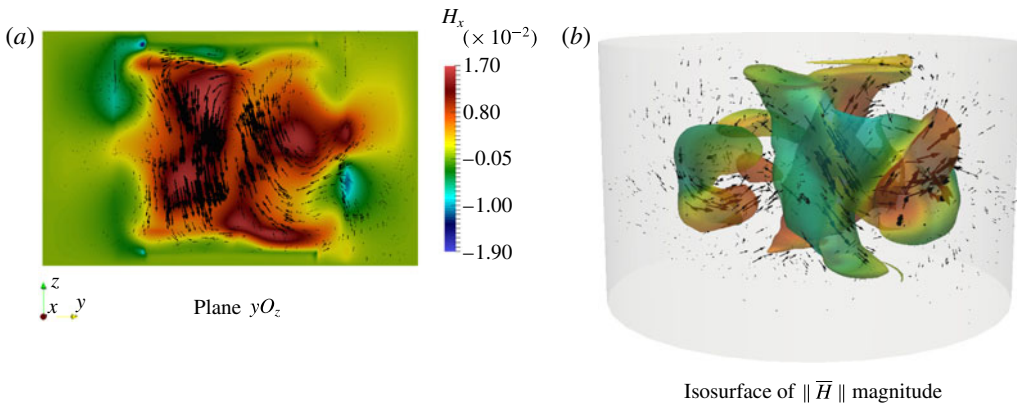 (a)
H_x
(× 10⁻²)
1.70
0.80
−0.05
−1.00
−1.90
z
x
y
Plane yO_z
(b)
Isosurface of ‖ H̅ ‖ magnitude